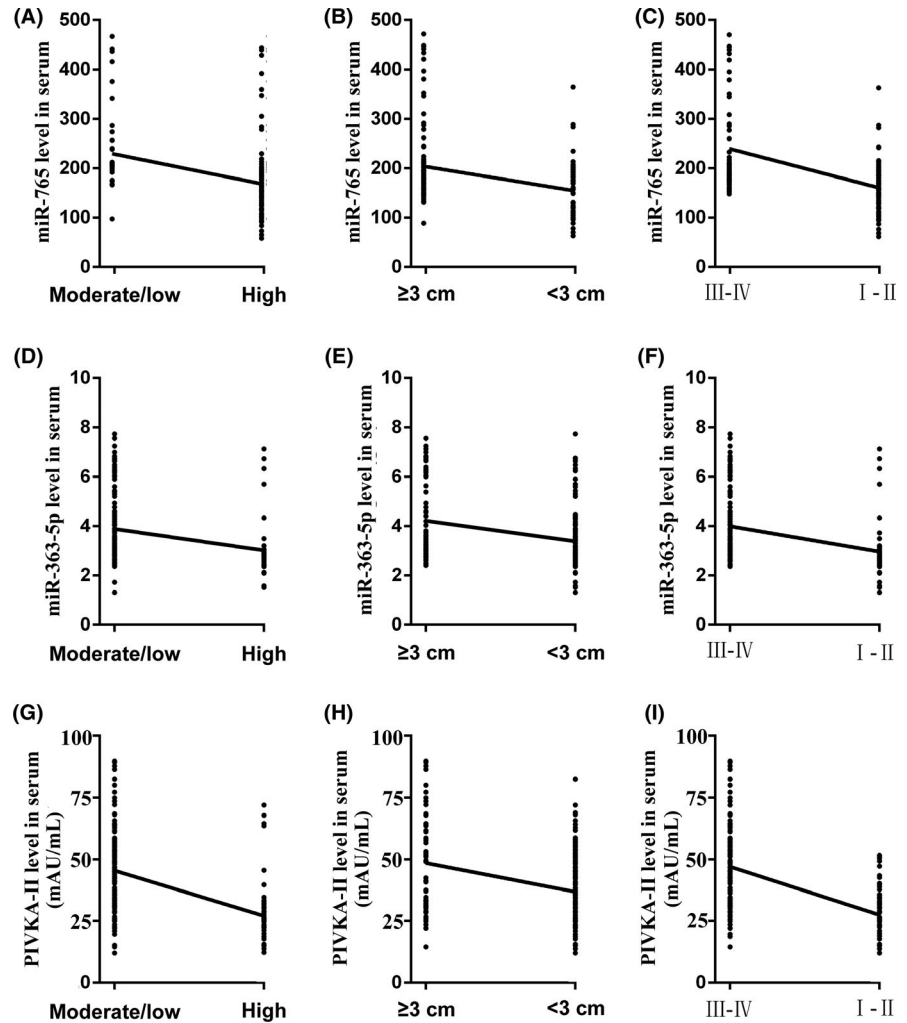 (A)
miR-765 level in serum
500
400
300
200
100
0
Moderate/low High
(B)
miR-765 level in serum
500
400
300
200
100
0
≥3 cm <3 cm
(C)
miR-765 level in serum
500
400
300
200
100
0
III-IV I - II
(D)
miR-363-5p level in serum
10
8
6
4
2
0
Moderate/low High
(E)
miR-363-5p level in serum
10
8
6
4
2
0
≥3 cm <3 cm
(F)
miR-363-5p level in serum
10
8
6
4
2
0
III-IV I - II
(G)
PIVKA-II level in serum
(mAU/mL)
100
75
50
25
0
Moderate/low High
(H)
PIVKA-II level in serum
(mAU/mL)
100
75
50
25
0
≥3 cm <3 cm
(I)
PIVKA-II level in serum
(mAU/mL)
100
75
50
25
0
III-IV I - II